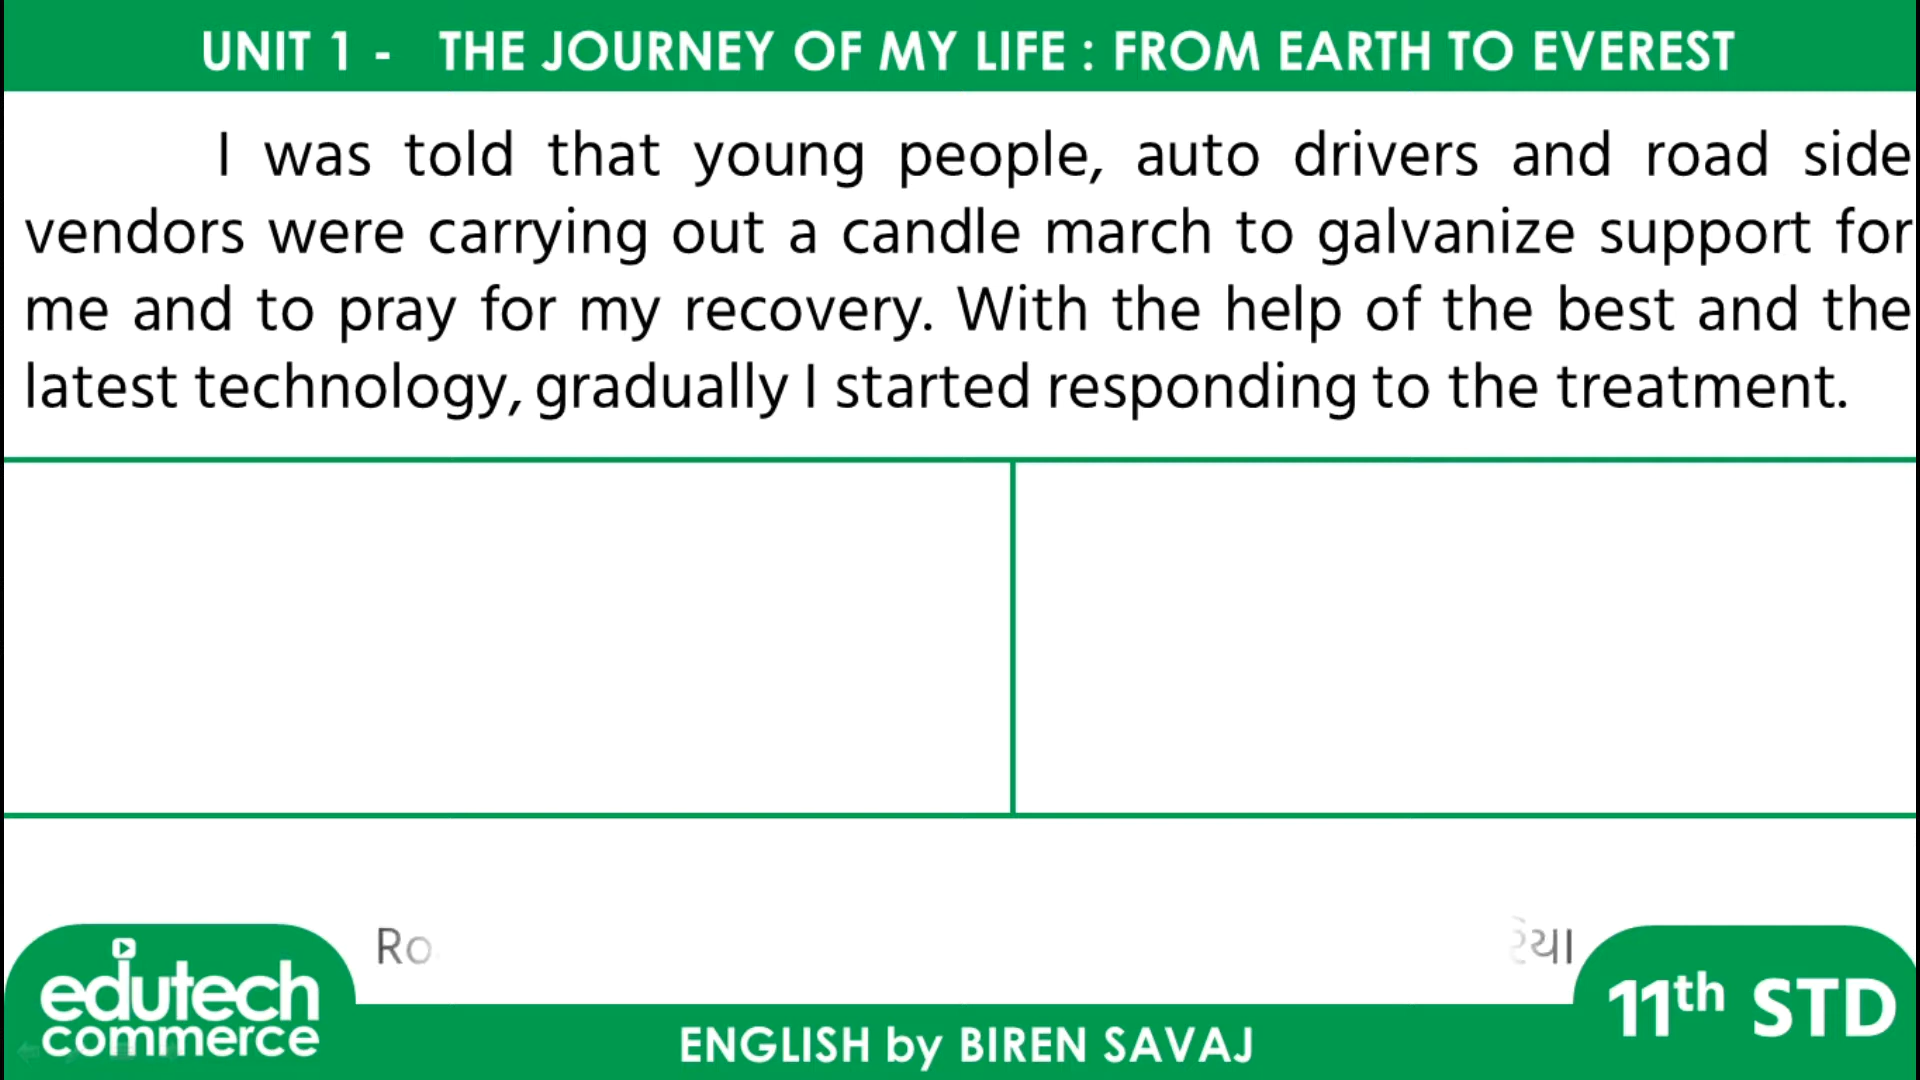 UNIT 1 - THE JOURNEY OF MY LIFE : FROM EARTH TO EVEREST
I was told that young people, auto drivers and road side
vendors were carrying out a candle march to galvanize support for
me and to pray for my recovery. With the help of the best and the
latest technology, gradually I started responding to the treatment.
edutech
commerce
ENGLISH by BIREN SAVAJ
11th STD